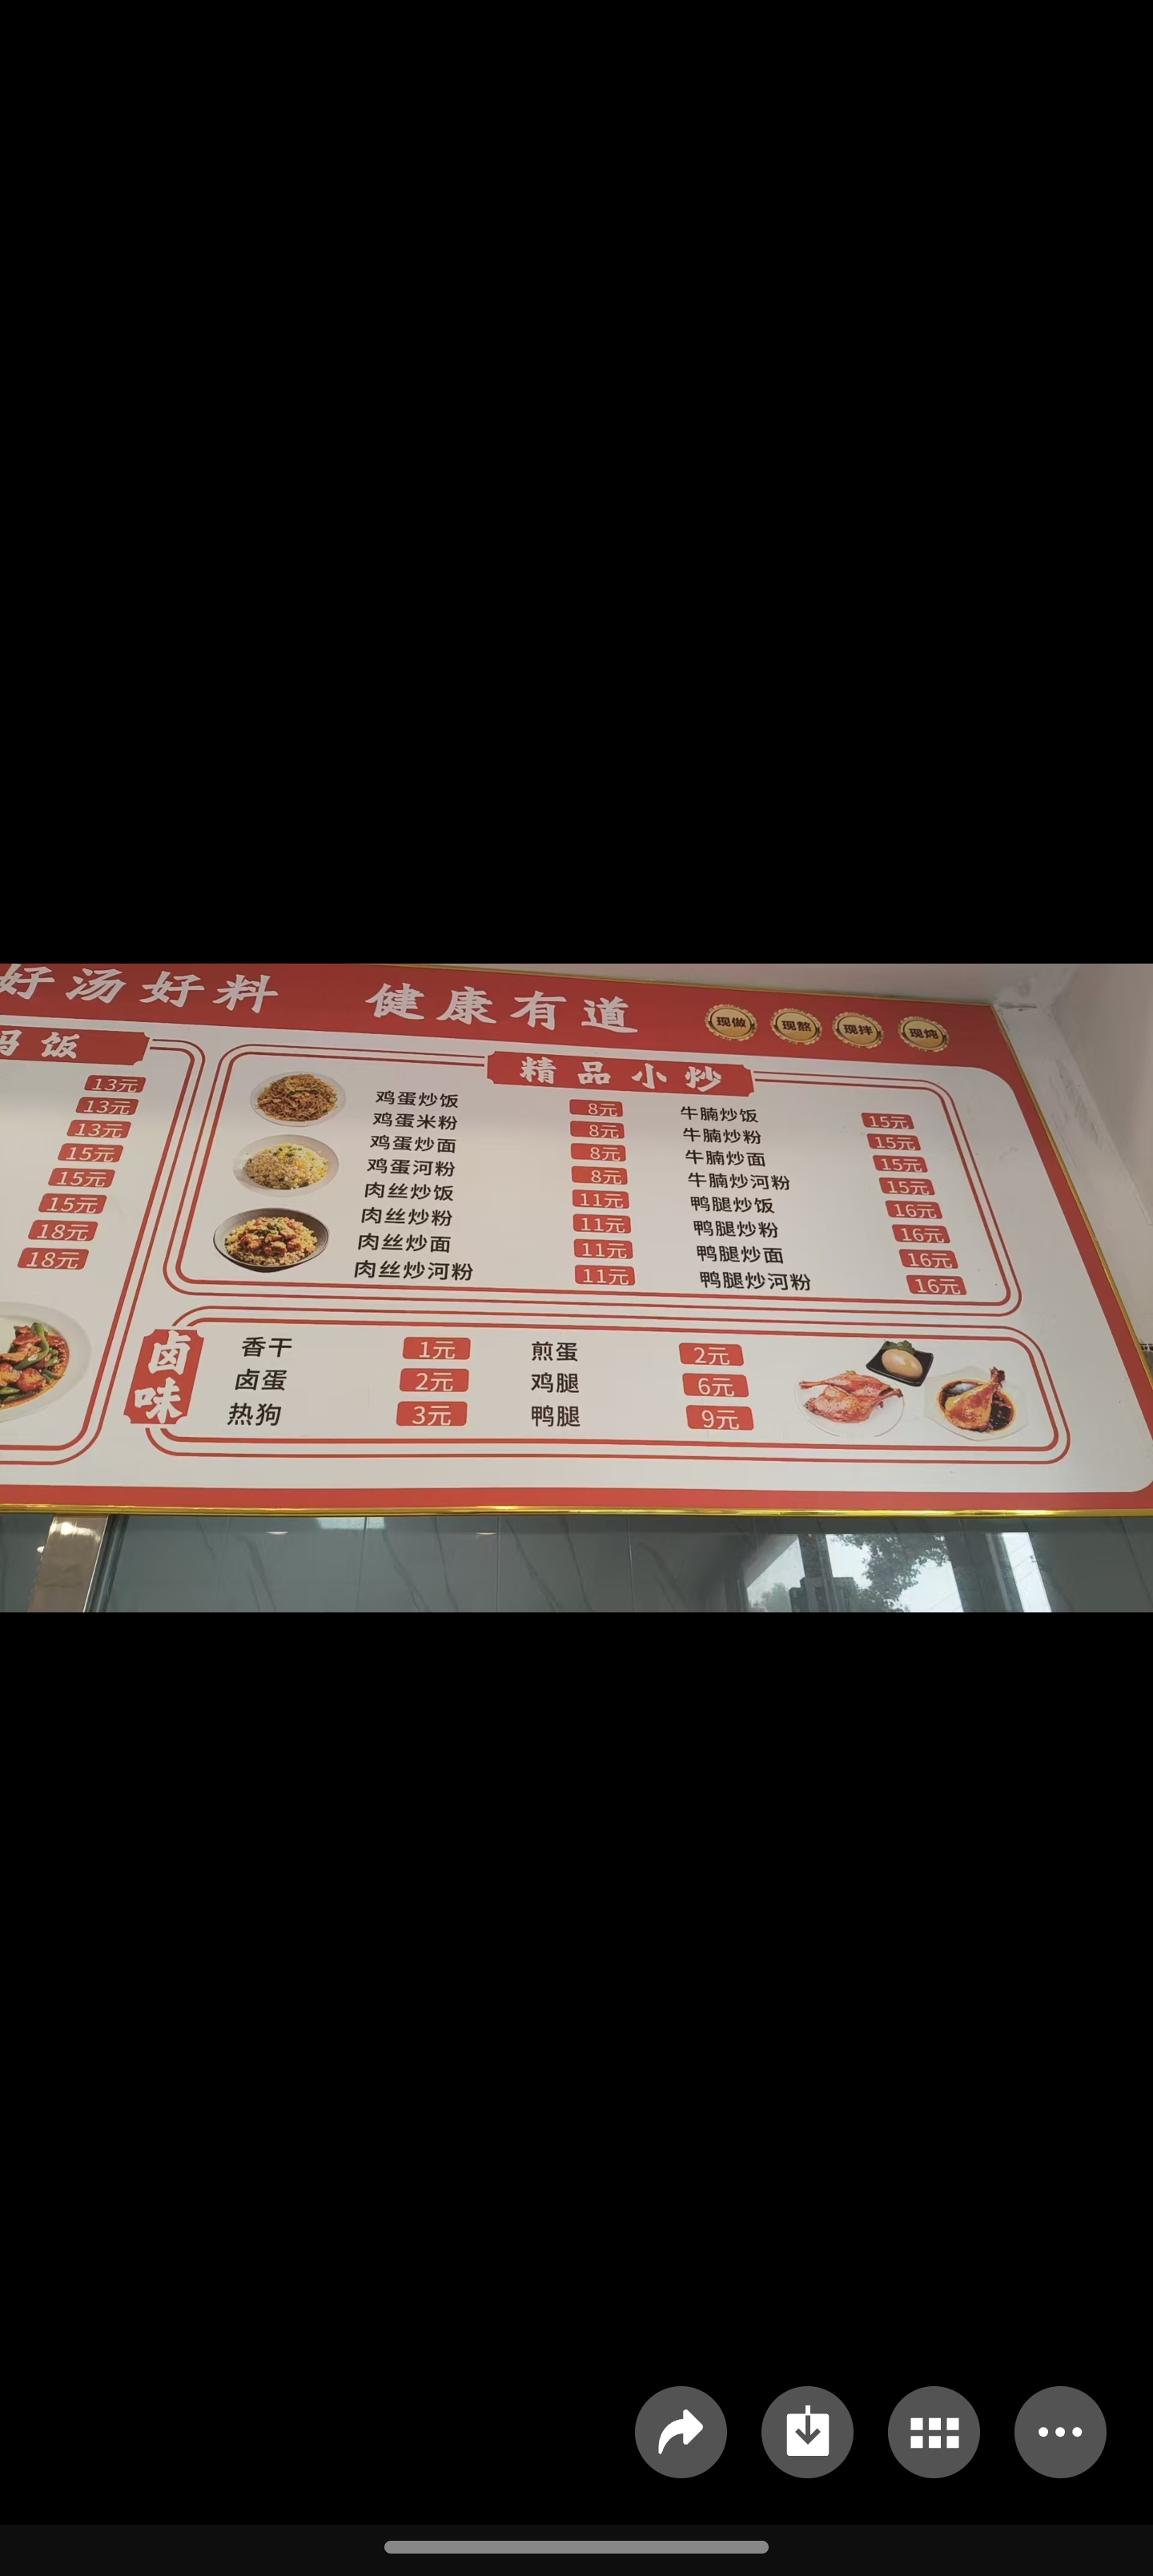 好汤好料 健康有道
现做 现熬 现拌 现炖
饭
13元
13元
13元
15元
15元
15元
18元
18元
精品小炒
鸡蛋炒饭 8元 牛腩炒饭 15元
鸡蛋米粉 8元 牛腩炒粉 15元
鸡蛋炒面 8元 牛腩炒面 15元
鸡蛋河粉 8元 牛腩炒河粉 15元
肉丝炒饭 11元 鸭腿炒饭 16元
肉丝炒粉 11元 鸭腿炒粉 16元
肉丝炒面 11元 鸭腿炒面 16元
肉丝炒河粉 11元 鸭腿炒河粉 16元
卤味
香干 1元 煎蛋 2元
卤蛋 2元 鸡腿 6元
热狗 3元 鸭腿 9元